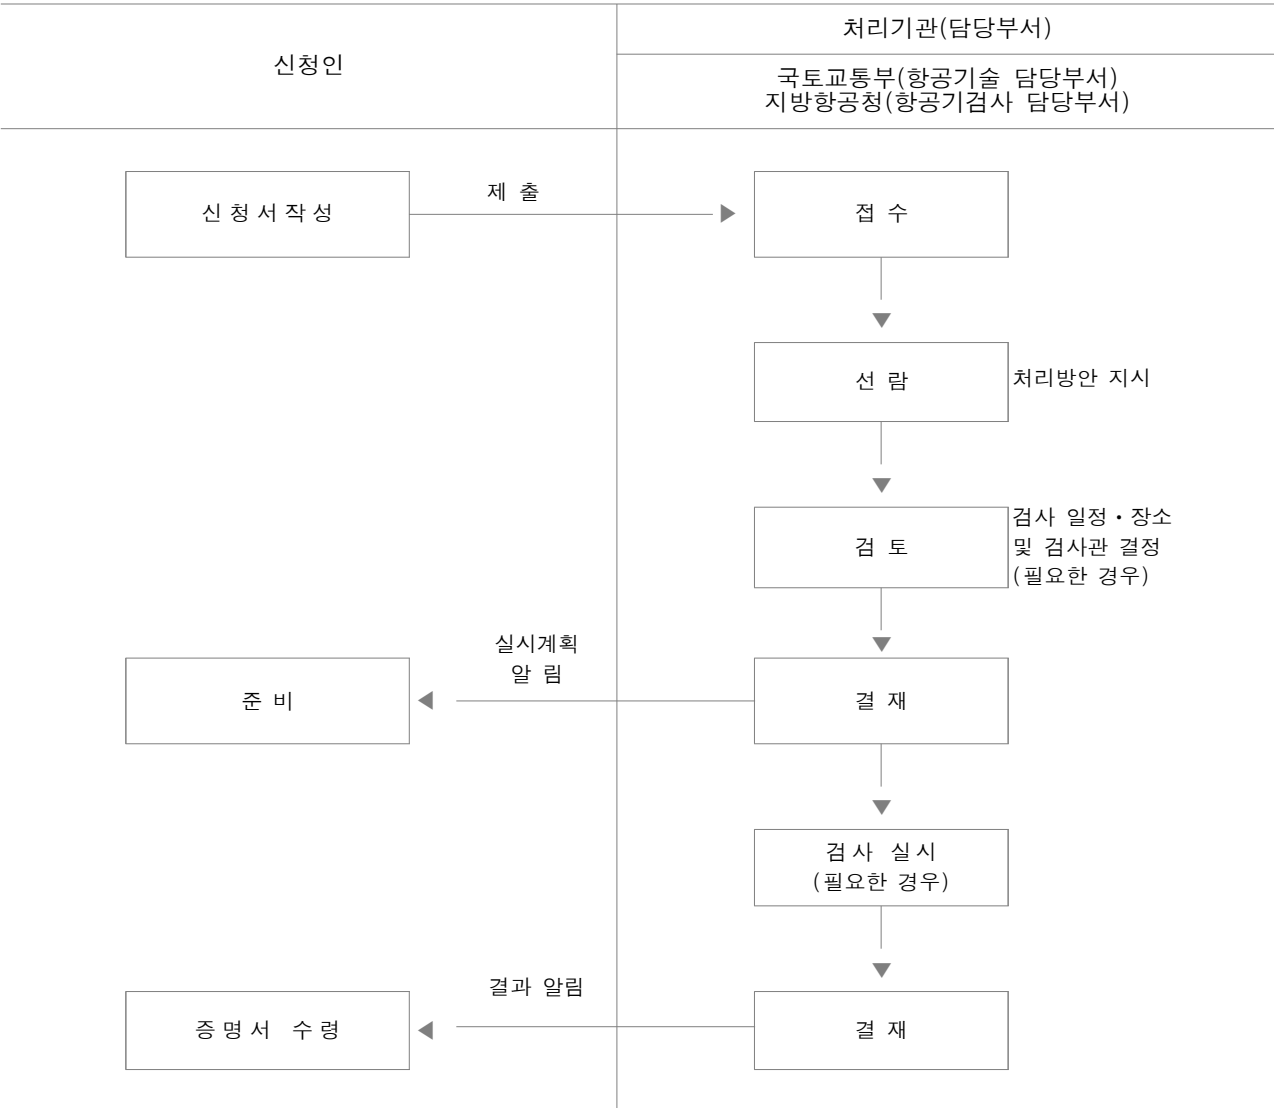 신청인
처리기관(담당부서)
국토교통부(항공기술 담당부서)
지방항공청(항공기검사 담당부서)
신청서작성
제 출
접 수
선 람
처리방안 지시
검 토
검사 일정·장소
및 검사관 결정
(필요한 경우)
실시계획
알 림
준 비
결 재
검사 실시
(필요한 경우)
결과 알림
증명서 수령
결 재